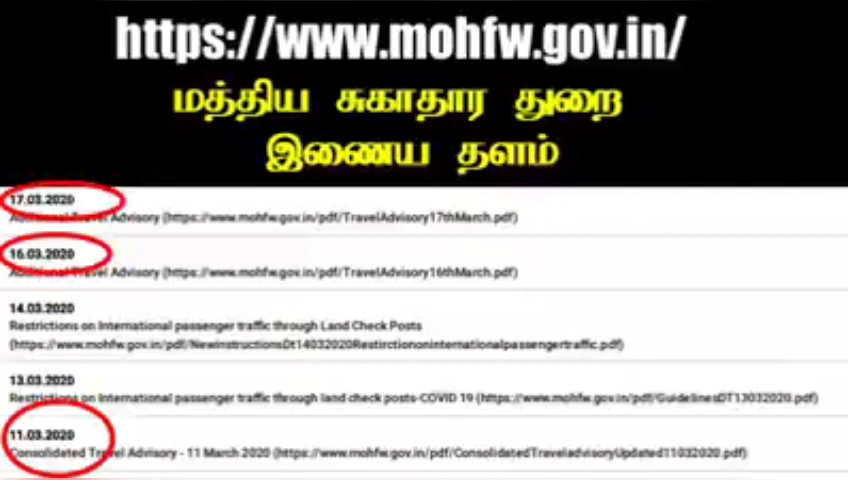 https://www.mohfw.gov.in/
மத்திய சுகாதார துறை
இணைய தளம்
17.03.2020
Additional Travel Advisory (https://www.mohfw.gov.in/pdf/TravelAdvisory17thMarch.pdf)
16.03.2020
Additional Travel Advisory (https://www.mohfw.gov.in/pdf/TravelAdvisory16thMarch.pdf)
14.03.2020
Restrictions on International passenger traffic through Land Check Posts
(https://www.mohfw.gov.in/pdf/NewinstructionsDt14032020Restirctiononinternationalpassengertraffic.pdf)
13.03.2020
Restrictions on International passenger traffic through land check posts-COVID 19 (https://www.mohfw.gov.in/pdf/GuidelinesDT13032020.pdf)
11.03.2020
Consolidated Travel Advisory - 11 March 2020 (https://www.mohfw.gov.in/pdf/ConsolidatedTraveladvisoryUpdated11032020.pdf)